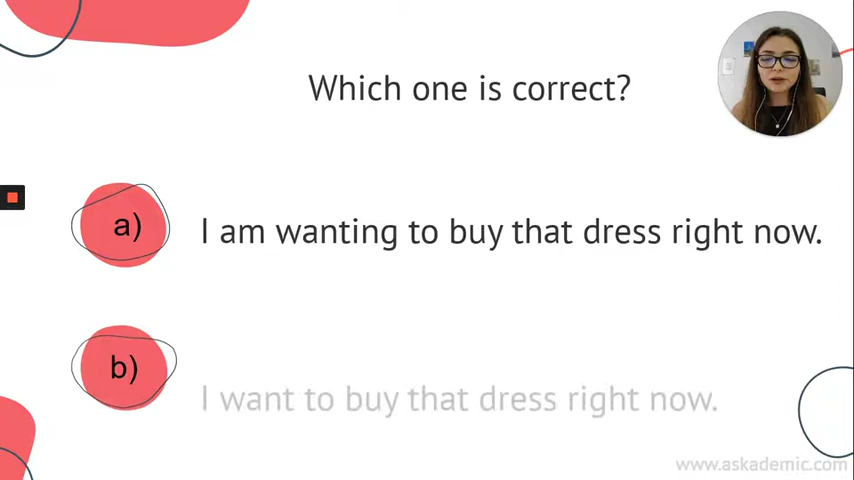 Which one is correct?
a) I am wanting to buy that dress right now.
b) I want to buy that dress right now.
www.askademic.com